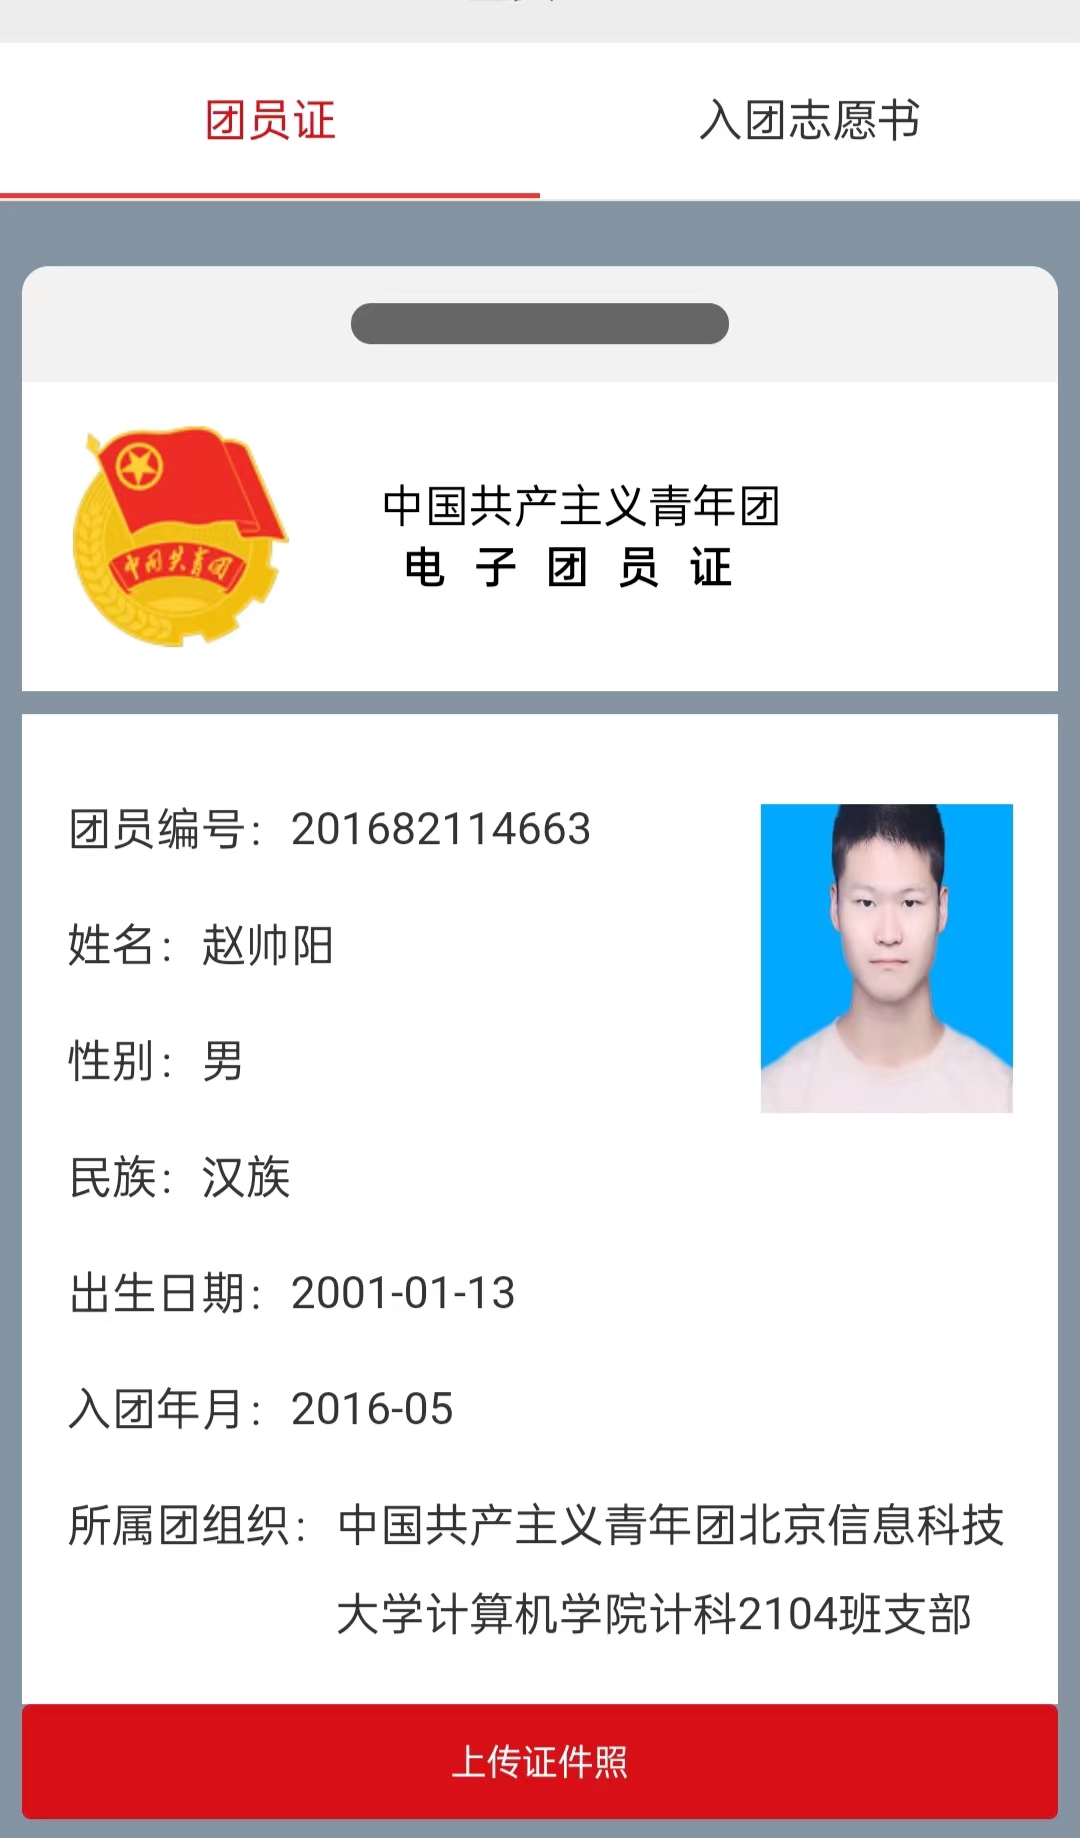 团员证
入团志愿书
中国共青团
中国共产主义青年团
电子团员证
团员编号：201682114663
姓名：赵帅阳
性别：男
民族：汉族
出生日期：2001-01-13
入团年月：2016-05
所属团组织：中国共产主义青年团北京信息科技
大学计算机学院计科2104班支部
上传证件照